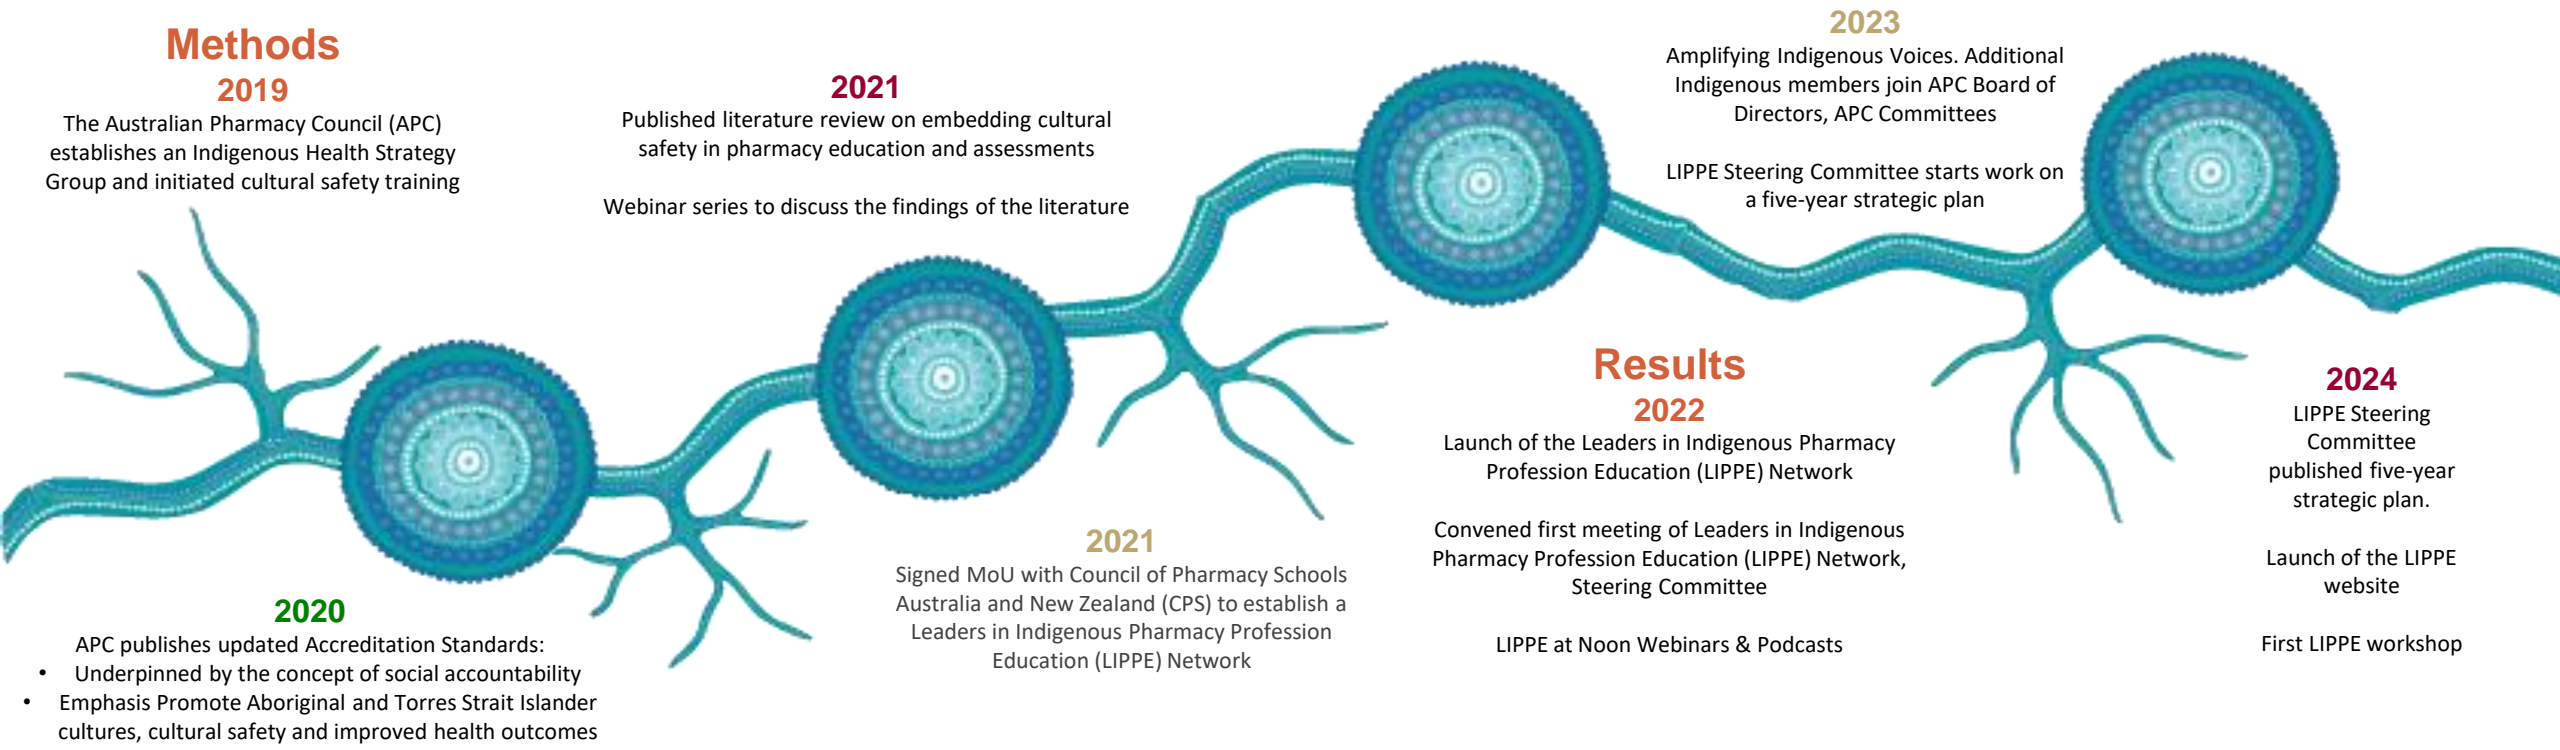 Methods
2019
The Australian Pharmacy Council (APC)
establishes an Indigenous Health Strategy
Group and initiated cultural safety training
2020
APC publishes updated Accreditation Standards:
• Underpinned by the concept of social accountability
• Emphasis Promote Aboriginal and Torres Strait Islander
cultures, cultural safety and improved health outcomes
2021
Published literature review on embedding cultural
safety in pharmacy education and assessments
Webinar series to discuss the findings of the literature
2021
Signed MoU with Council of Pharmacy Schools
Australia and New Zealand (CPS) to establish a
Leaders in Indigenous Pharmacy Profession
Education (LIPPE) Network
Results
2022
Launch of the Leaders in Indigenous Pharmacy
Profession Education (LIPPE) Network
Convened first meeting of Leaders in Indigenous
Pharmacy Profession Education (LIPPE) Network,
Steering Committee
LIPPE at Noon Webinars & Podcasts
2023
Amplifying Indigenous Voices. Additional
Indigenous members join APC Board of
Directors, APC Committees
LIPPE Steering Committee starts work on
a five-year strategic plan
2024
LIPPE Steering
Committee
published five-year
strategic plan.
Launch of the LIPPE
website
First LIPPE workshop